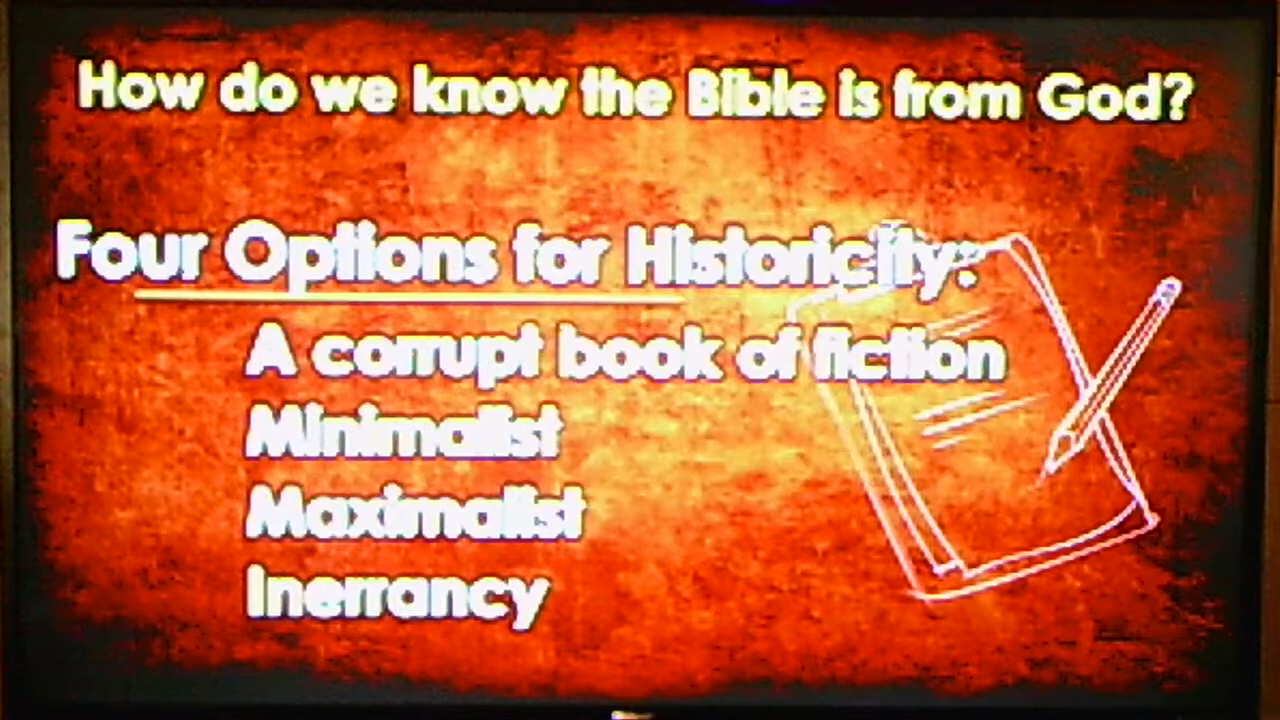 How do we know the Bible is from God?
Four Options for Historicity:
A corrupt book of fiction
Minimalist
Maximalist
Inerrancy